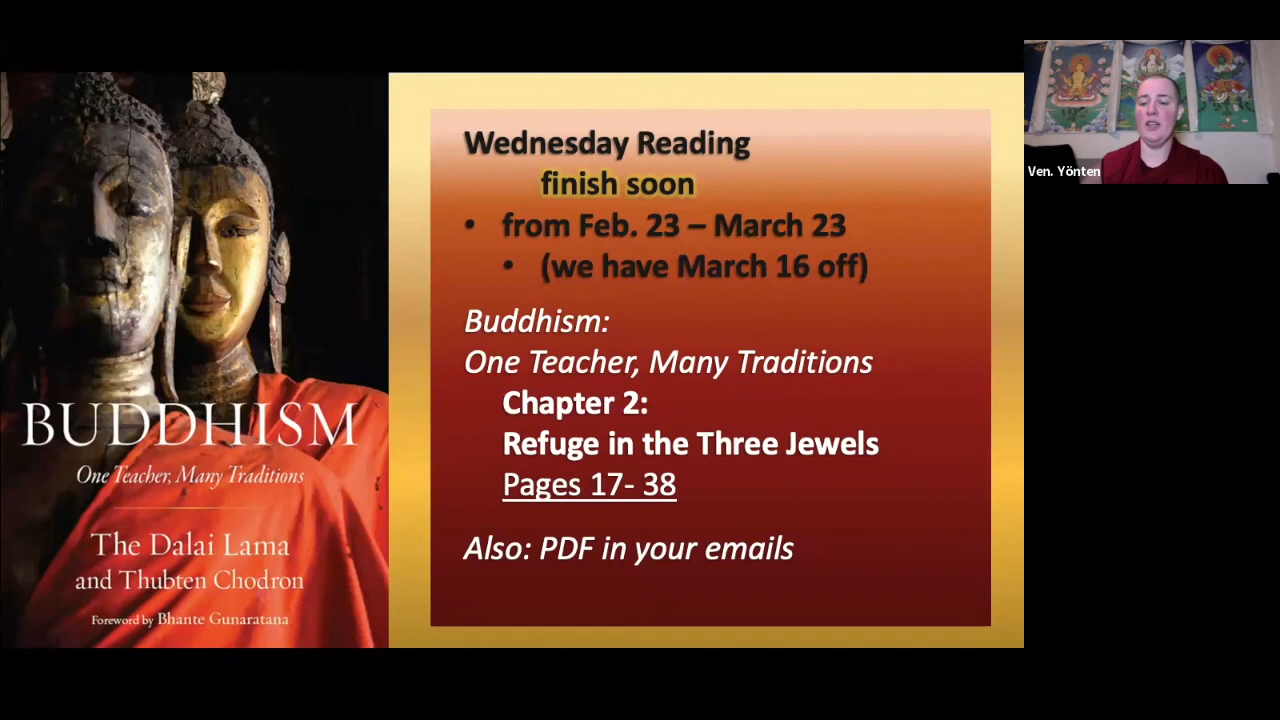 BUDDHISM
One Teacher, Many Traditions
The Dalai Lama
and Thubten Chodron
Foreword by Bhante Gunaratana
Wednesday Reading
finish soon
• from Feb. 23 – March 23
• (we have March 16 off)
Buddhism:
One Teacher, Many Traditions
Chapter 2:
Refuge in the Three Jewels
Pages 17- 38
Also: PDF in your emails
Ven. Yönten